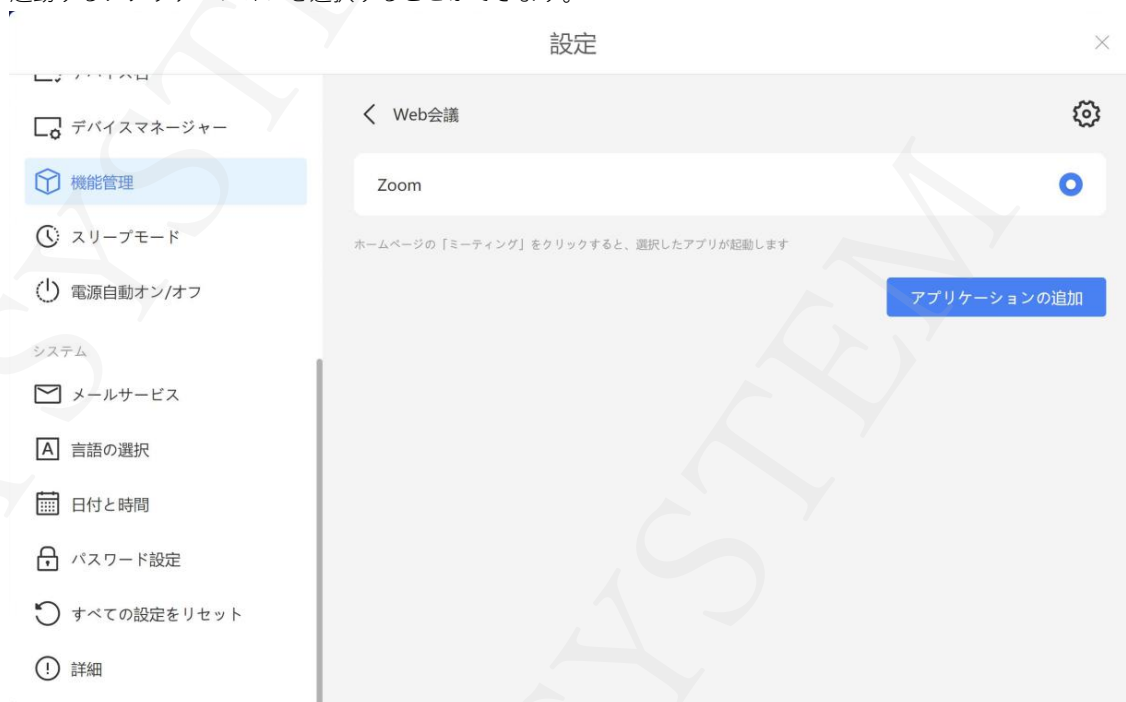 設定
デバイスマネージャー
機能管理
スリープモード
電源自動オン/オフ
システム
メールサービス
言語の選択
日付と時間
パスワード設定
すべての設定をリセット
詳細
Web会議
Zoom
ホームページの「ミーティング」をクリックすると、選択したアプリが起動します
アプリケーションの追加
SYSTEM